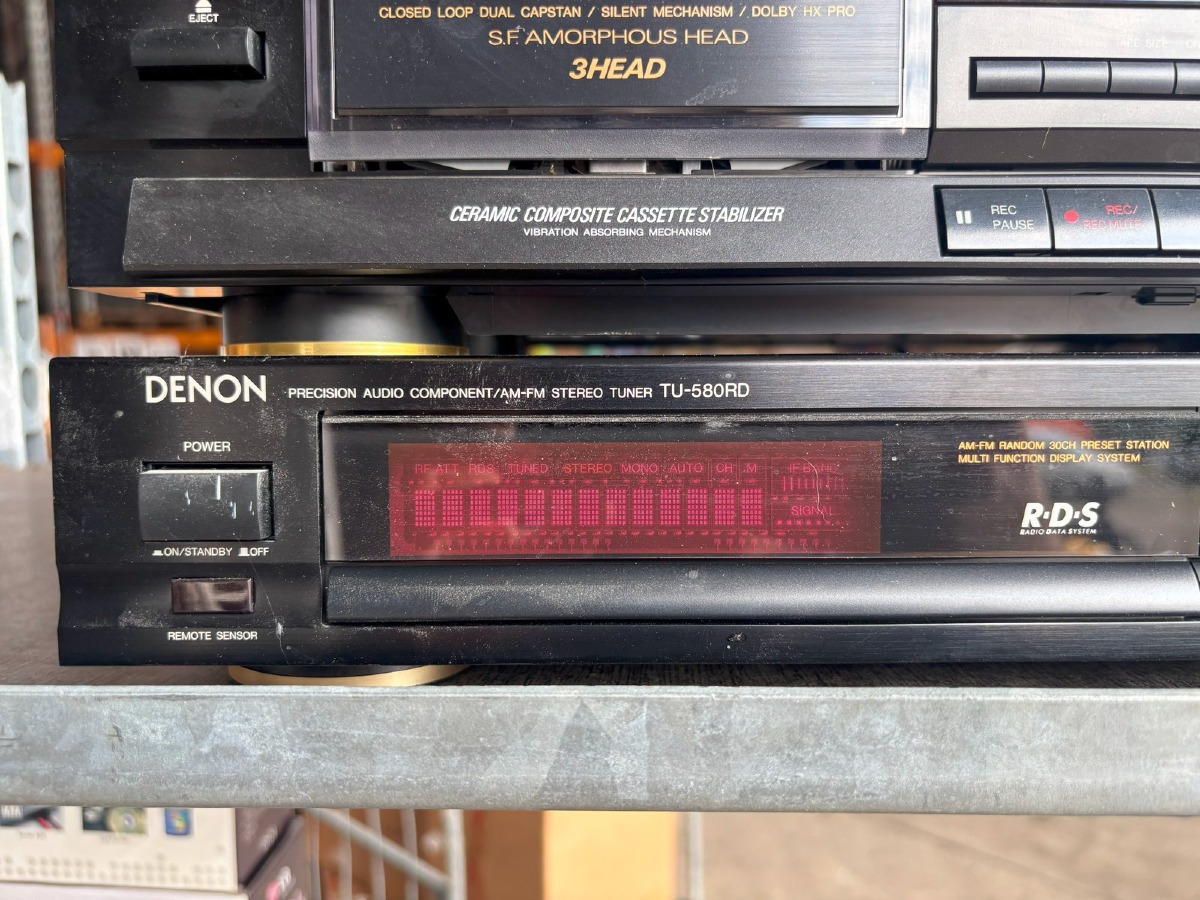 EJECT
CLOSED LOOP DUAL CAPSTAN / SILENT MECHANISM / DOLBY HX PRO
S.F. AMORPHOUS HEAD
3HEAD
TAPE SIZE
CERAMIC COMPOSITE CASSETTE STABILIZER
VIBRATION ABSORBING MECHANISM
REC
PAUSE
REC/
REC MUTE
DENON PRECISION AUDIO COMPONENT/AM-FM STEREO TUNER TU-580RD
POWER
ON/STANDBY OFF
REMOTE SENSOR
RF ATT RDS TUNED STEREO MONO AUTO CH .M IF BAND
SIGNAL
AM-FM RANDOM 30CH PRESET STATION
MULTI FUNCTION DISPLAY SYSTEM
R·D·S
RADIO DATA SYSTEM